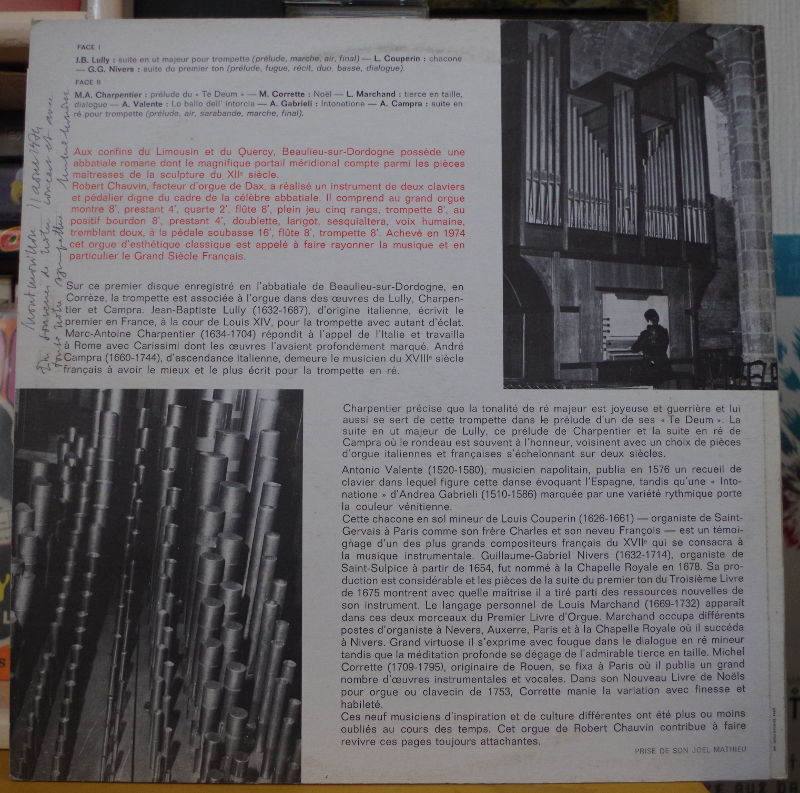 FACE I
J.B. Lully : suite en ut majeur pour trompette (prélude, marche, air, final) — L. Couperin : chacone
— G.G. Nivers : suite du premier ton (prélude, fugue, récit, duo, basse, dialogue).
FACE II
M.A. Charpentier : prélude du « Te Deum » — M. Corrette : Noël — L. Marchand : tierce en taille,
dialogue — A. Valente : Lo ballo dell' intorcia — A. Gabrieli : Intonatione — A. Campra : suite en
ré pour trompette (prélude, air, sarabande, marche, final).
Aux confins du Limousin et du Quercy, Beaulieu-sur-Dordogne possède une
abbatiale romane dont le magnifique portail méridional compte parmi les pièces
maîtresses de la sculpture du XIIe siècle.
Robert Chauvin, facteur d'orgue de Dax, a réalisé un instrument de deux claviers
et pédalier digne du cadre de la célèbre abbatiale. Il comprend au grand orgue
montre 8', prestant 4', quarte 2', flûte 8', plein jeu cinq rangs, trompette 8', au
positif bourdon 8', prestant 4', doublette, larigot, sesquialtera, voix humaine,
tremblant doux, à la pédale soubasse 16', flûte 8', trompette 8'. Achevé en 1974
cet orgue d'esthétique classique est appelé à faire rayonner la musique et en
particulier le Grand Siècle Français.
Sur ce premier disque enregistré en l'abbatiale de Beaulieu-sur-Dordogne, en
Corrèze, la trompette est associée à l'orgue dans des œuvres de Lully, Charpen-
tier et Campra. Jean-Baptiste Lully (1632-1687), d'origine italienne, écrivit le
premier en France, à la cour de Louis XIV, pour la trompette avec autant d'éclat.
Marc-Antoine Charpentier (1634-1704) répondit à l'appel de l'Italie et travailla
à Rome avec Carissimi dont les œuvres l'avaient profondément marqué. André
Campra (1660-1744), d'ascendance italienne, demeure le musicien du XVIIIe siècle
français à avoir le mieux et le plus écrit pour la trompette en ré.
Montmorillon 11 août 1974
En souvenir de votre concert et avec
toute notre sympathie
Charpentier précise que la tonalité de ré majeur est joyeuse et guerrière et lui
aussi se sert de cette trompette dans le prélude d'un de ses « Te Deum ». La
suite en ut majeur de Lully, ce prélude de Charpentier et la suite en ré de
Campra où le rondeau est souvent à l'honneur, voisinent avec un choix de pièces
d'orgue italiennes et françaises s'échelonnant sur deux siècles.
Antonio Valente (1520-1580), musicien napolitain, publia en 1576 un recueil de
clavier dans lequel figure cette danse évoquant l'Espagne, tandis qu'une « Into-
natione » d'Andrea Gabrieli (1510-1586) marquée par une variété rythmique porte
la couleur vénitienne.
Cette chacone en sol mineur de Louis Couperin (1626-1661) — organiste de Saint-
Gervais à Paris comme son frère Charles et son neveu François — est un témoi-
gnage d'un des plus grands compositeurs français du XVIIe qui se consacra à
la musique instrumentale. Guillaume-Gabriel Nivers (1632-1714), organiste de
Saint-Sulpice à partir de 1654, fut nommé à la Chapelle Royale en 1678. Sa pro-
duction est considérable et les pièces de la suite du premier ton du Troisième Livre
de 1675 montrent avec quelle maîtrise il a tiré parti des ressources nouvelles de
son instrument. Le langage personnel de Louis Marchand (1669-1732) apparaît
dans ces deux morceaux du Premier Livre d'Orgue. Marchand occupa différents
postes d'organiste à Nevers, Auxerre, Paris et à la Chapelle Royale où il succéda
à Nivers. Grand virtuose il s'exprime avec fougue dans le dialogue en ré mineur
tandis que la méditation profonde se dégage de l'admirable tierce en taille. Michel
Corrette (1709-1795), originaire de Rouen, se fixa à Paris où il publia un grand
nombre d'œuvres instrumentales et vocales. Dans son Nouveau Livre de Noëls
pour orgue ou clavecin de 1753, Corrette manie la variation avec finesse et
habileté.
Ces neuf musiciens d'inspiration et de culture différentes ont été plus ou moins
oubliés au cours des temps. Cet orgue de Robert Chauvin contribue à faire
revivre ces pages toujours attachantes.
PRISE DE SON JOEL MATHIEU